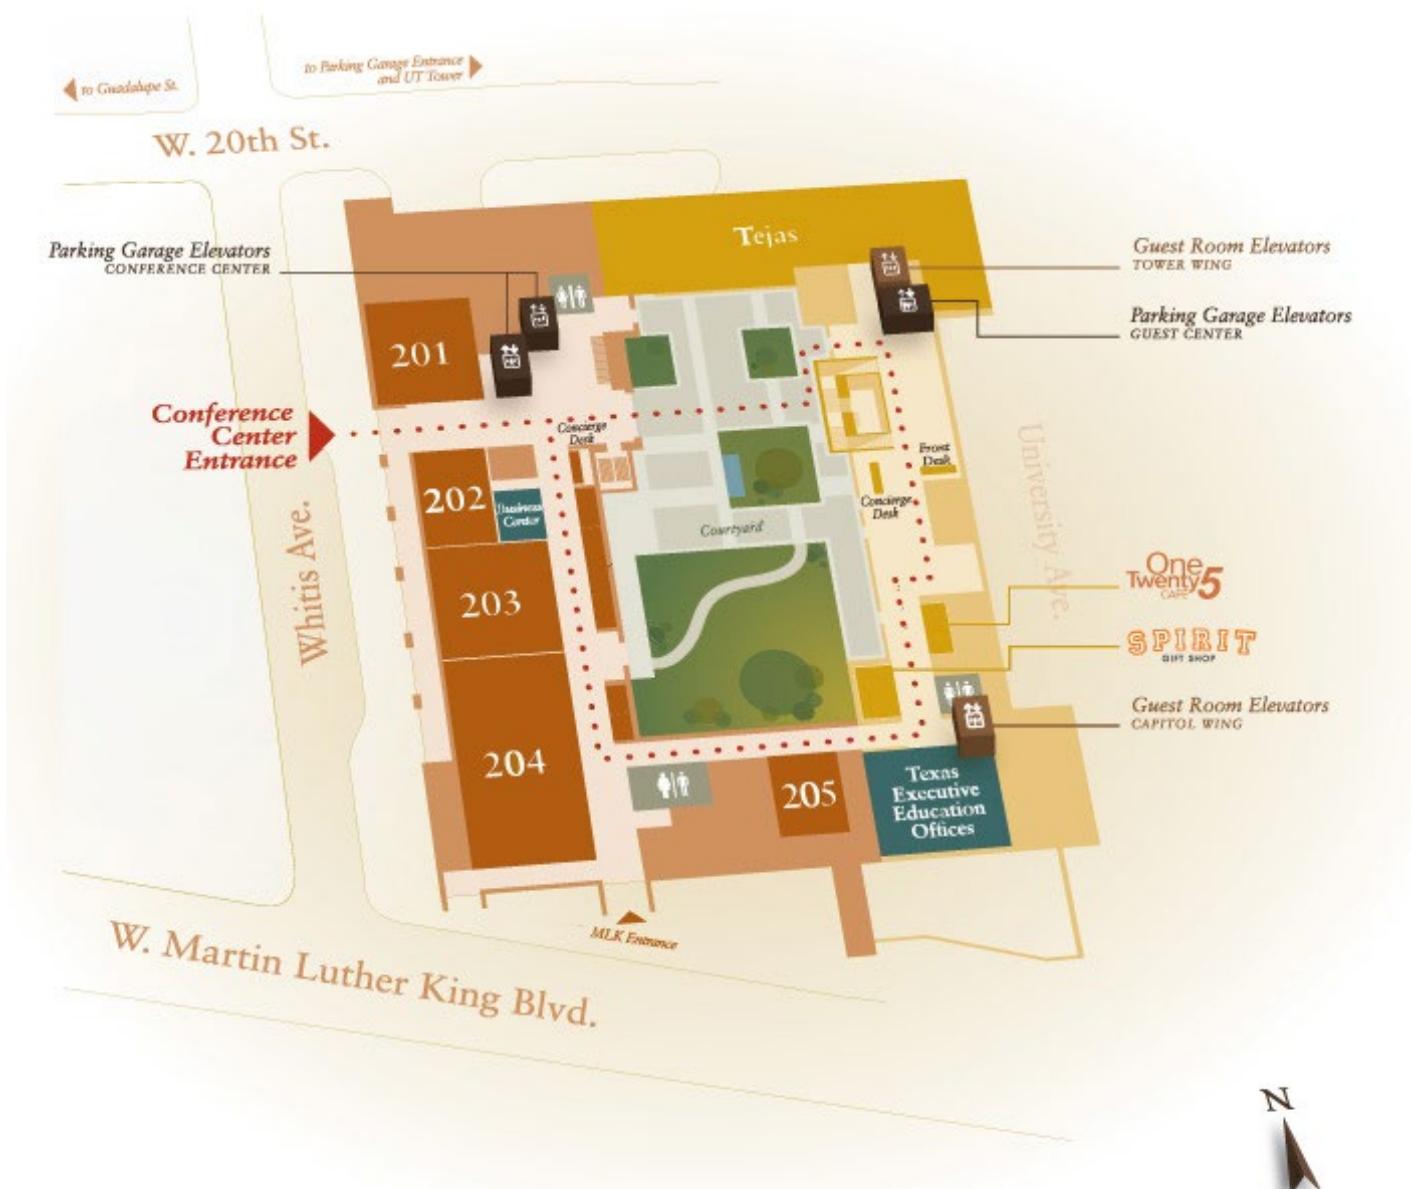 to Guadalupe St.
to Parking Garage Entrance
and UT Tower
W. 20th St.
Parking Garage Elevators
CONFERENCE CENTER
Tejas
Guest Room Elevators
TOWER WING
Parking Garage Elevators
GUEST CENTER
201
Conference
Center
Entrance
Concierge
Desk
Front
Desk
202
Business
Center
Concierge
Desk
Courtyard
University Ave.
Whitis Ave.
203
One
Twenty5
CAFE
SPIRIT
GIFT SHOP
Guest Room Elevators
CAPITOL WING
204
205
Texas
Executive
Education
Offices
MLK Entrance
W. Martin Luther King Blvd.
N